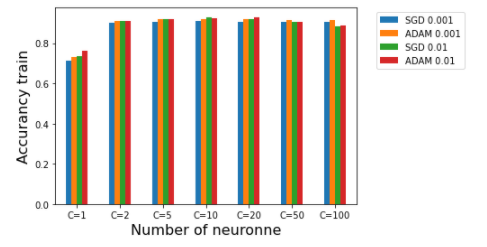 Accurancy train
0.8
0.6
0.4
0.2
0.0
C=1 C=2 C=5 C=10 C=20 C=50 C=100
Number of neuronne
SGD 0.001
ADAM 0.001
SGD 0.01
ADAM 0.01